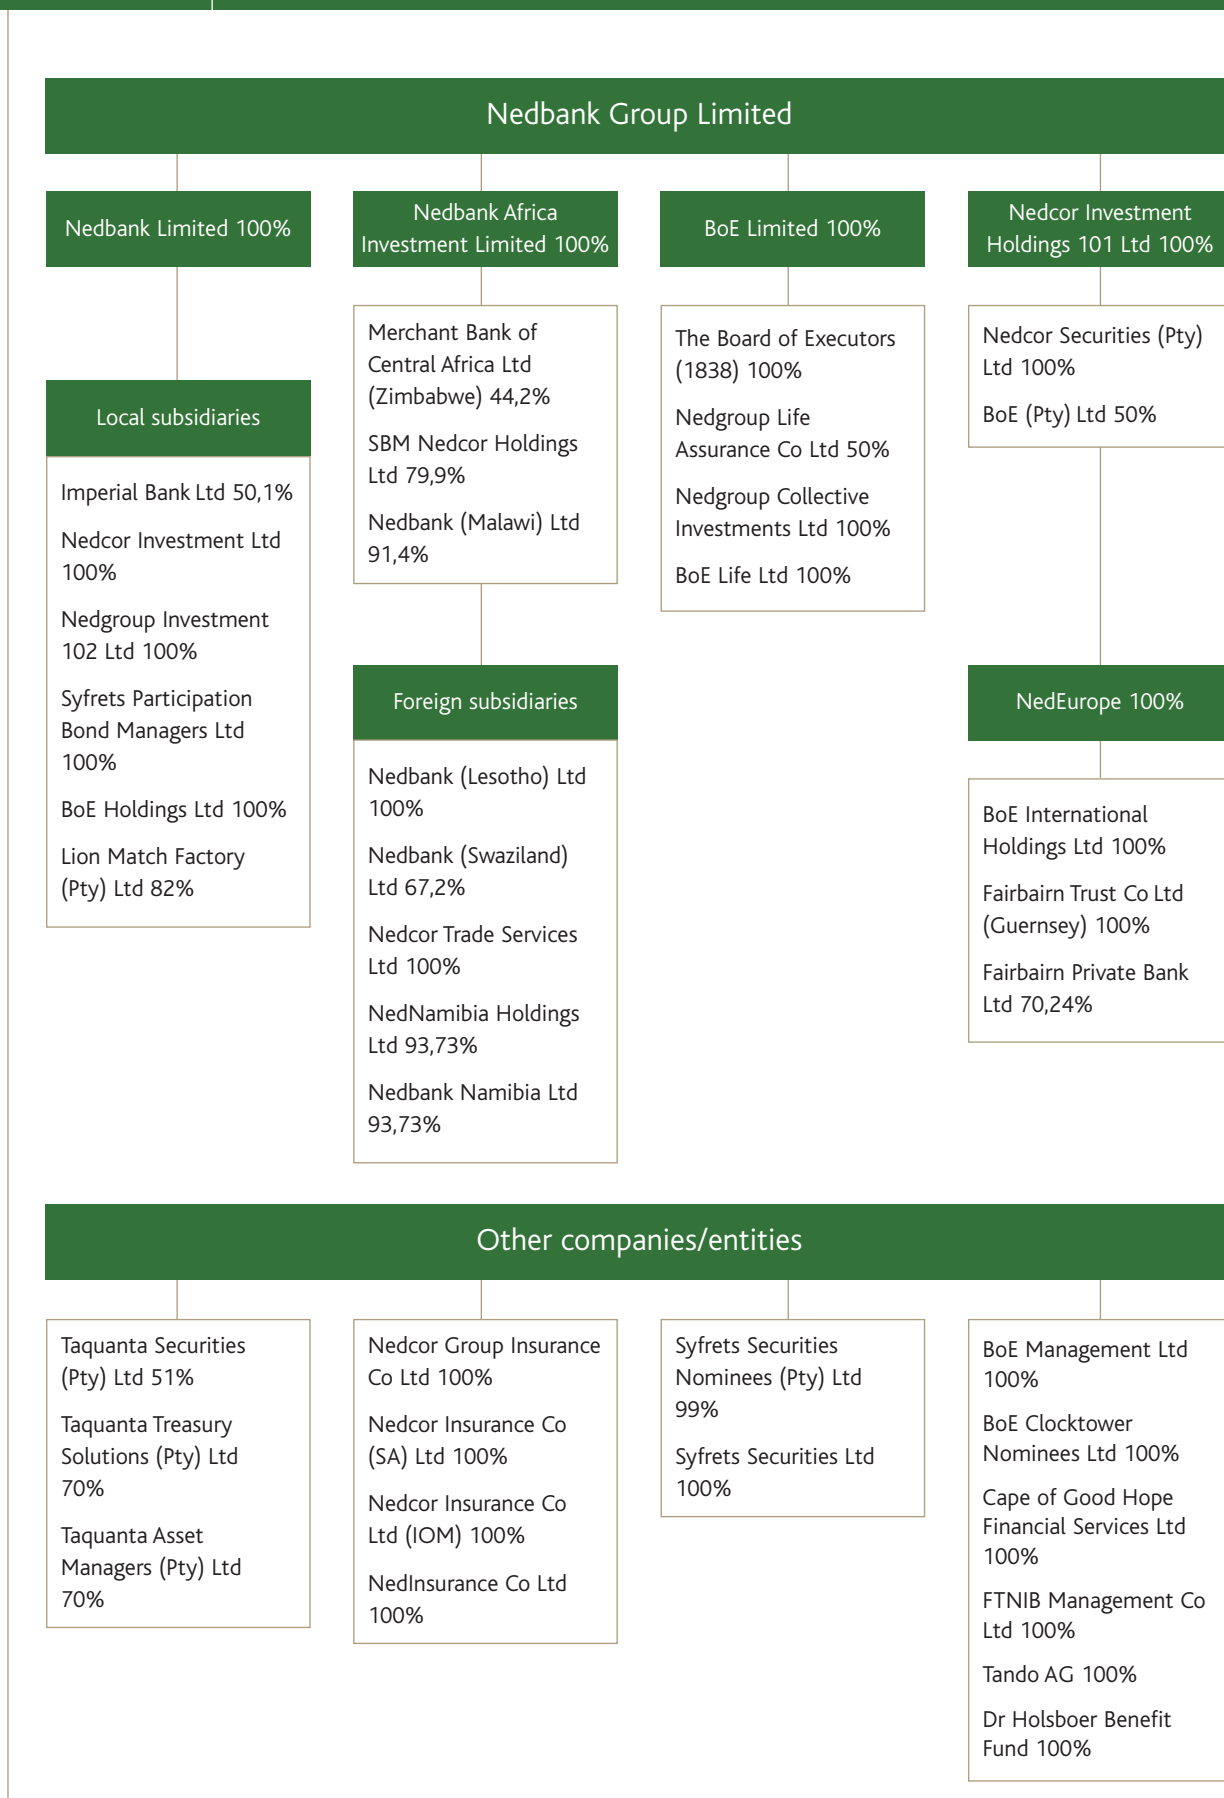 Nedbank Group Limited
Nedbank Limited 100%
Local subsidiaries
Imperial Bank Ltd 50,1%
Nedcor Investment Ltd
100%
Nedgroup Investment
102 Ltd 100%
Syfrets Participation
Bond Managers Ltd
100%
BoE Holdings Ltd 100%
Lion Match Factory
(Pty) Ltd 82%
Nedbank Africa
Investment Limited 100%
Merchant Bank of
Central Africa Ltd
(Zimbabwe) 44,2%
SBM Nedcor Holdings
Ltd 79,9%
Nedbank (Malawi) Ltd
91,4%
Foreign subsidiaries
Nedbank (Lesotho) Ltd
100%
Nedbank (Swaziland)
Ltd 67,2%
Nedcor Trade Services
Ltd 100%
NedNamibia Holdings
Ltd 93,73%
Nedbank Namibia Ltd
93,73%
BoE Limited 100%
The Board of Executors
(1838) 100%
Nedgroup Life
Assurance Co Ltd 50%
Nedgroup Collective
Investments Ltd 100%
BoE Life Ltd 100%
Nedcor Investment
Holdings 101 Ltd 100%
Nedcor Securities (Pty)
Ltd 100%
BoE (Pty) Ltd 50%
NedEurope 100%
BoE International
Holdings Ltd 100%
Fairbairn Trust Co Ltd
(Guernsey) 100%
Fairbairn Private Bank
Ltd 70,24%
Other companies/entities
Taquanta Securities
(Pty) Ltd 51%
Taquanta Treasury
Solutions (Pty) Ltd
70%
Taquanta Asset
Managers (Pty) Ltd
70%
Nedcor Group Insurance
Co Ltd 100%
Nedcor Insurance Co
(SA) Ltd 100%
Nedcor Insurance Co
Ltd (IOM) 100%
NedInsurance Co Ltd
100%
Syfrets Securities
Nominees (Pty) Ltd
99%
Syfrets Securities Ltd
100%
BoE Management Ltd
100%
BoE Clocktower
Nominees Ltd 100%
Cape of Good Hope
Financial Services Ltd
100%
FTNIB Management Co
Ltd 100%
Tando AG 100%
Dr Holsboer Benefit
Fund 100%